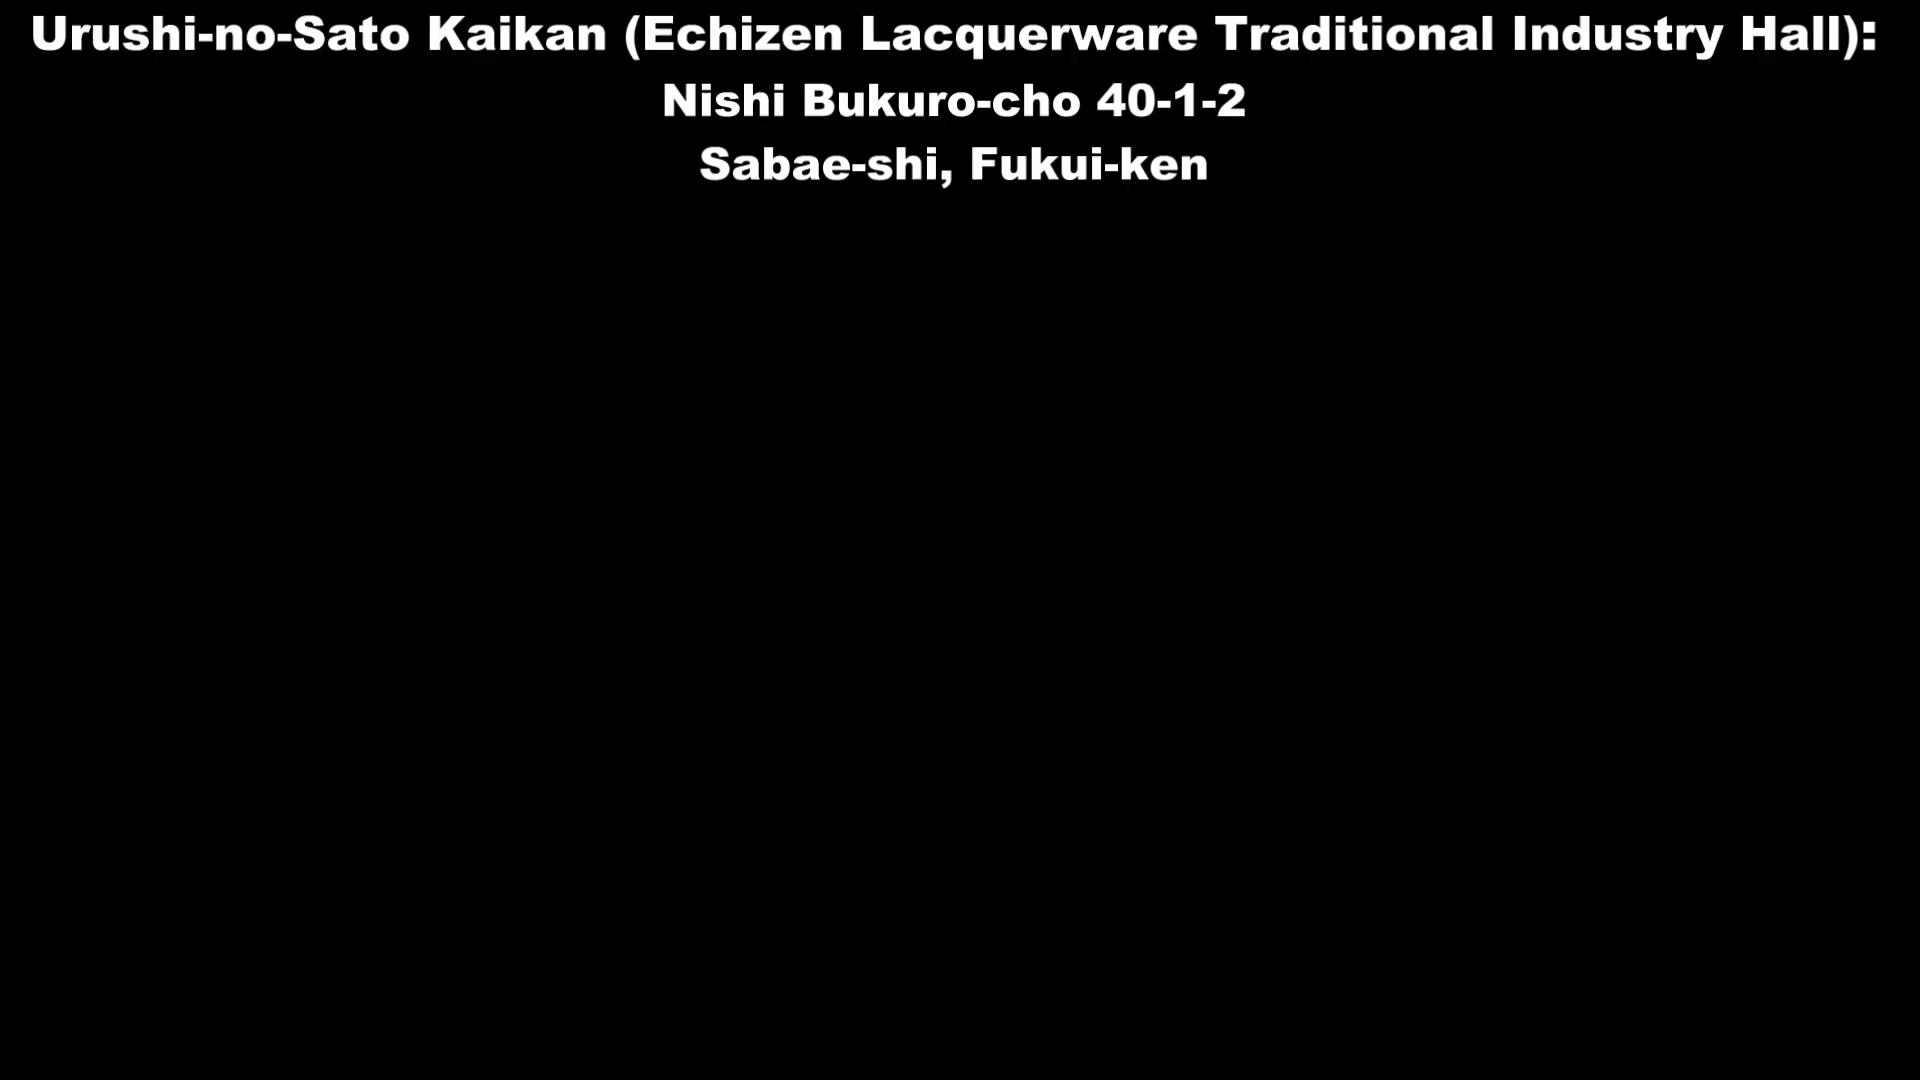 Urushi-no-Sato Kaikan (Echizen Lacquerware Traditional Industry Hall):
Nishi Bukuro-cho 40-1-2
Sabae-shi, Fukui-ken